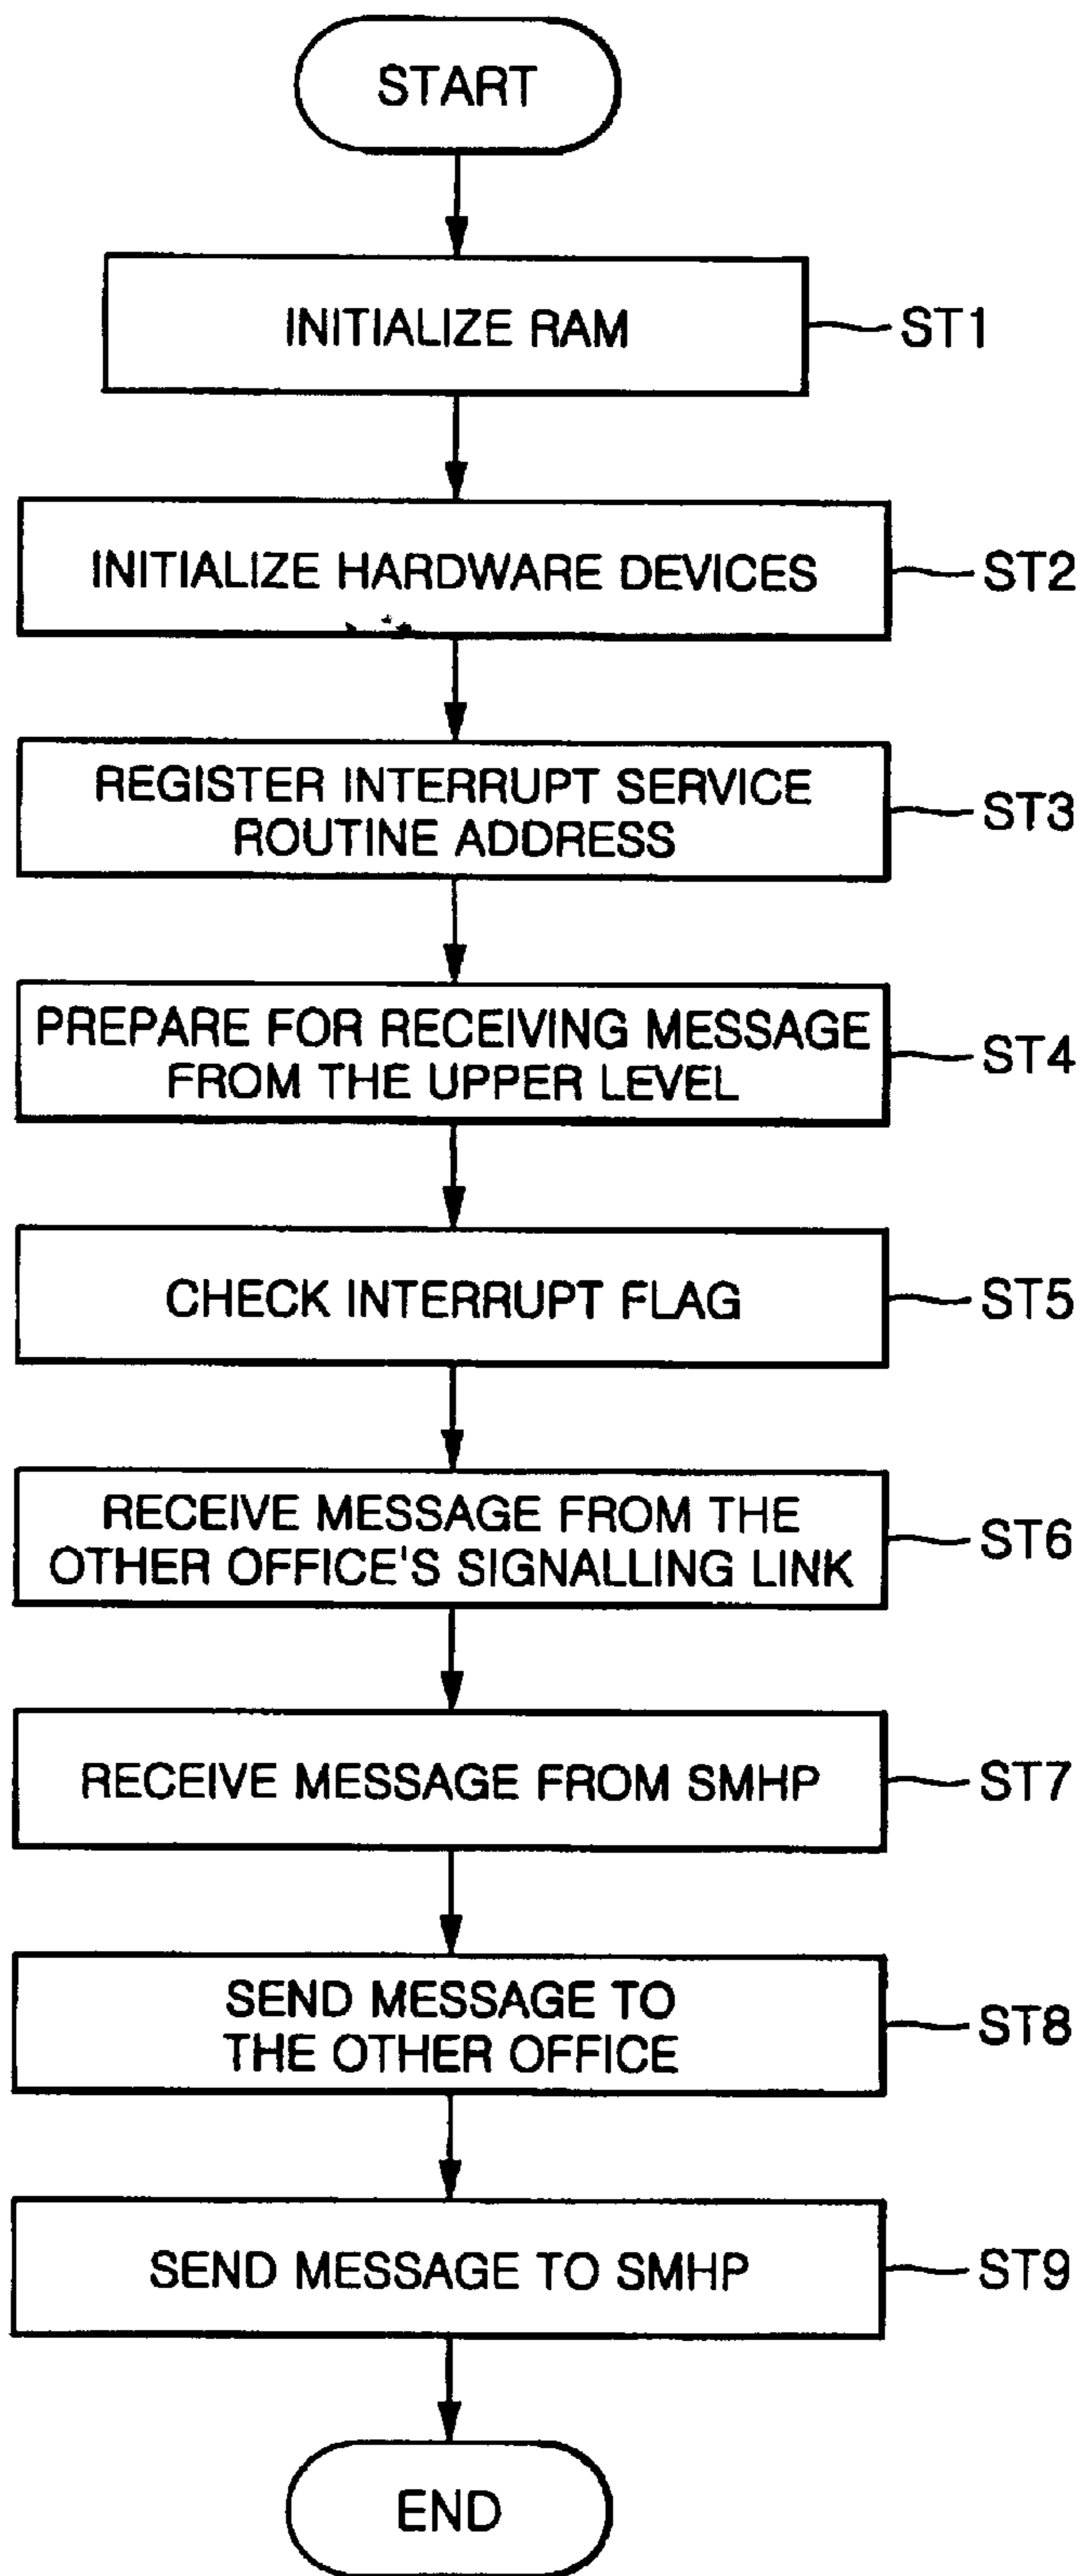 START
INITIALIZE RAM
ST1
INITIALIZE HARDWARE DEVICES
ST2
REGISTER INTERRUPT SERVICE
ROUTINE ADDRESS
ST3
PREPARE FOR RECEIVING MESSAGE
FROM THE UPPER LEVEL
ST4
CHECK INTERRUPT FLAG
ST5
RECEIVE MESSAGE FROM THE
OTHER OFFICE'S SIGNALLING LINK
ST6
RECEIVE MESSAGE FROM SMHP
ST7
SEND MESSAGE TO
THE OTHER OFFICE
ST8
SEND MESSAGE TO SMHP
ST9
END